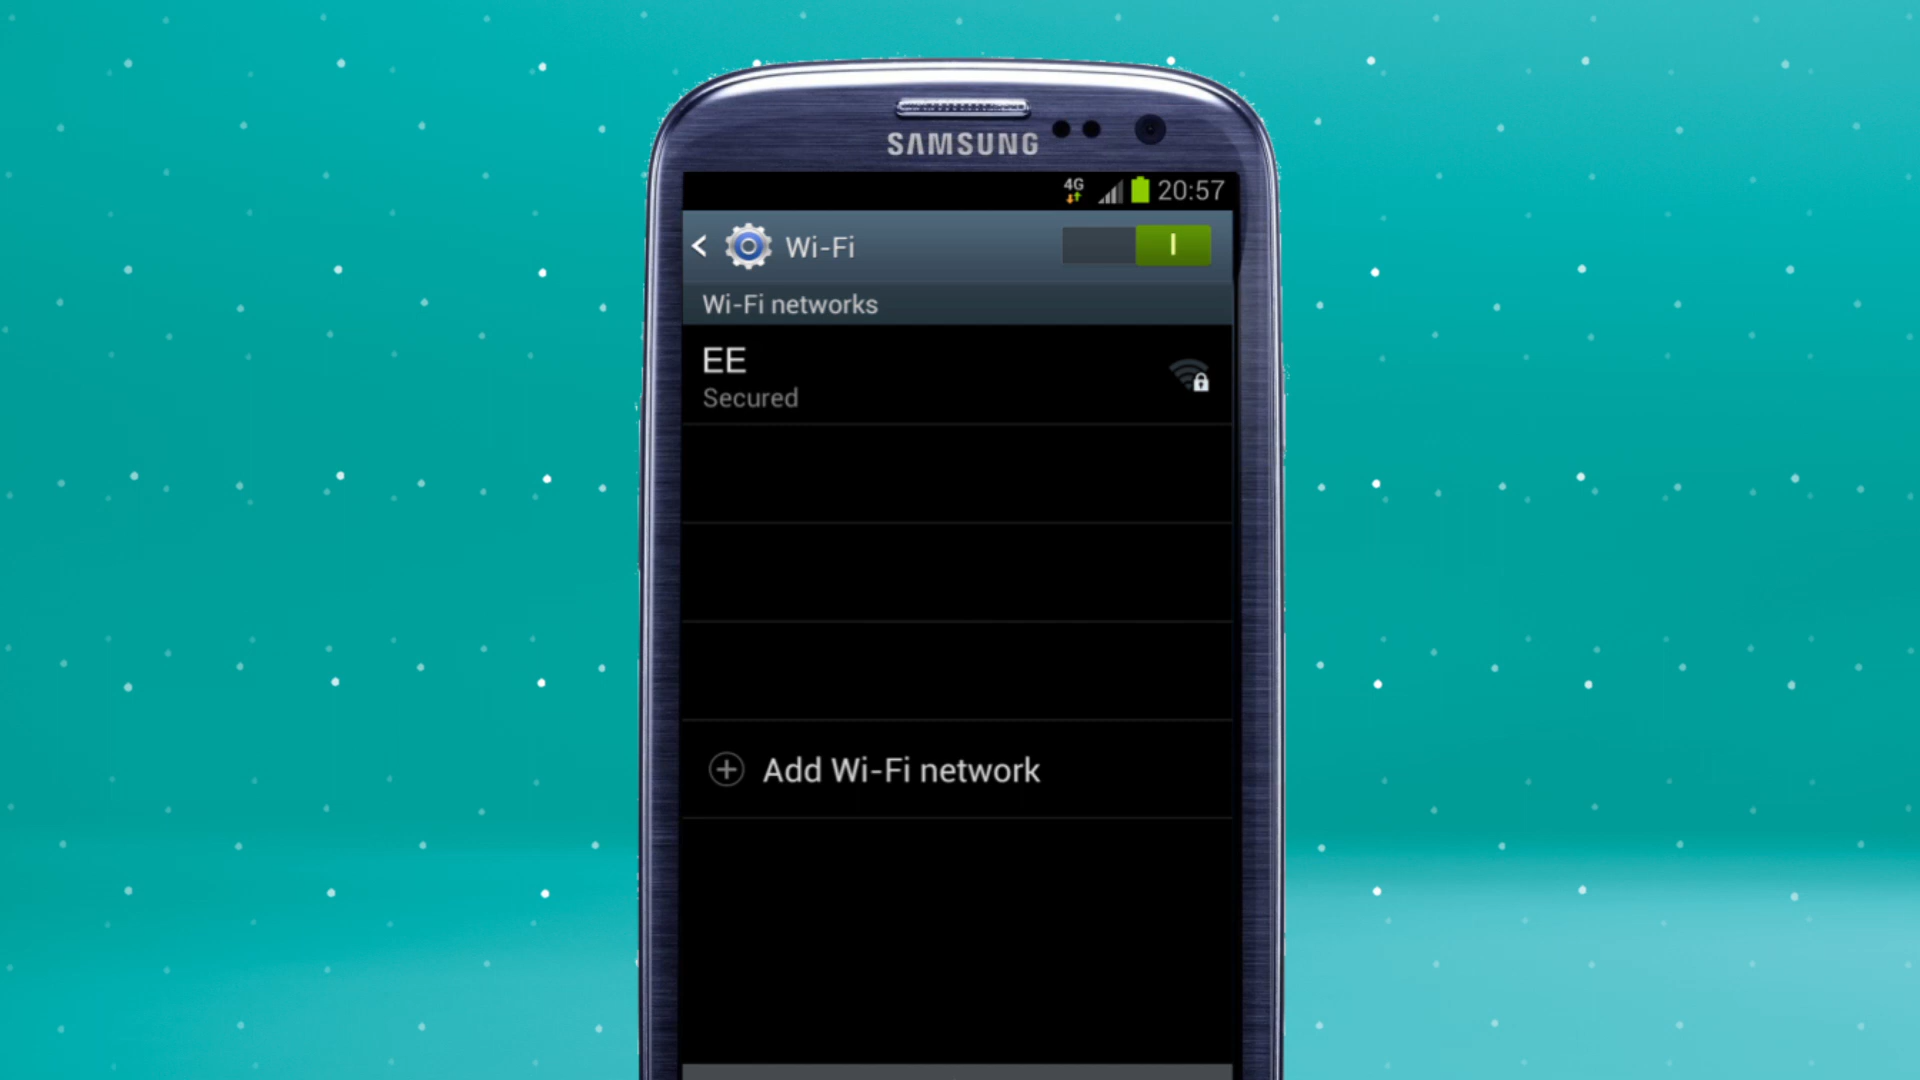 SAMSUNG
4G 20:57
Wi-Fi
Wi-Fi networks
EE
Secured
Add Wi-Fi network